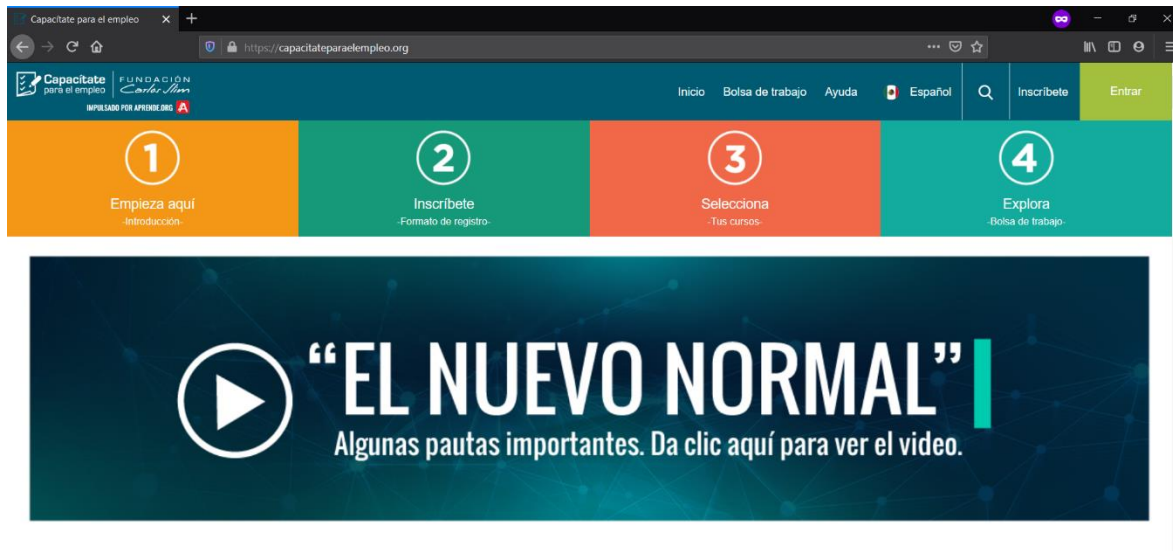 Capacítate para el empleo
https://capacitateparaelempleo.org
Capacítate
para el empleo
FUNDACIÓN
Carlos Slim
IMPULSADO POR APRENDE.ORG A
Inicio Bolsa de trabajo Ayuda Español Inscríbete Entrar
1
Empieza aquí
-Introducción-
2
Inscríbete
-Formato de registro-
3
Selecciona
-Tus cursos-
4
Explora
-Bolsa de trabajo-
“EL NUEVO NORMAL”
Algunas pautas importantes. Da clic aquí para ver el video.